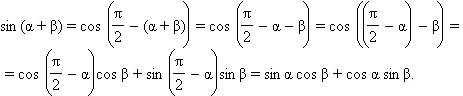 sin (α + β) = cos (π/2 − (α + β)) = cos (π/2 − α − β) = cos ((π/2 − α) − β) =
= cos (π/2 − α) cos β + sin (π/2 − α) sin β = sin α cos β + cos α sin β.